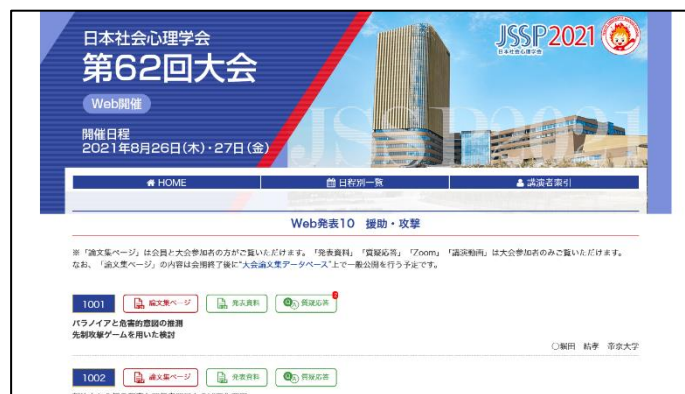 日本社会心理学会
第62回大会
Web開催
開催日程
2021年8月26日(木)・27日(金)
JSSP2021
日本社会心理学会
JSSP2021
HOME
日程別一覧
講演者索引
Web発表10 援助・攻撃
※「論文集ページ」は会員と大会参加者の方がご覧いただけます。「発表資料」「質疑応答」「Zoom」「講演動画」は大会参加者のみご覧いただけます。
なお、「論文集ページ」の内容は会期終了後に"大会論文集データベース"上で一般公開を行う予定です。
1001 論文集ページ 発表資料 質疑応答
パラノイアと危害的意図の推測
先制攻撃ゲームを用いた検討
結孝 帝京大学
1002 論文集ページ 発表資料 質疑応答